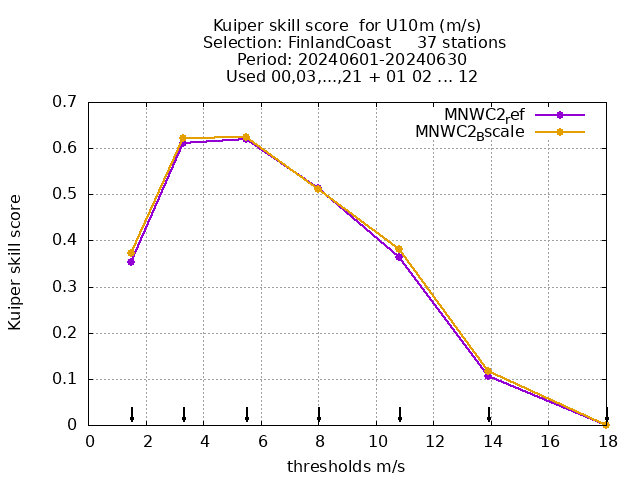 Kuiper skill score  for U10m (m/s)
Selection: FinlandCoast     37 stations
Period: 20240601-20240630
Used 00,03,...,21 + 01 02 ... 12
MNWC2ref
MNWC2Bscale
0.7
0.6
0.5
0.4
0.3
0.2
0.1
0
Kuiper skill score
0 2 4 6 8 10 12 14 16 18
thresholds m/s